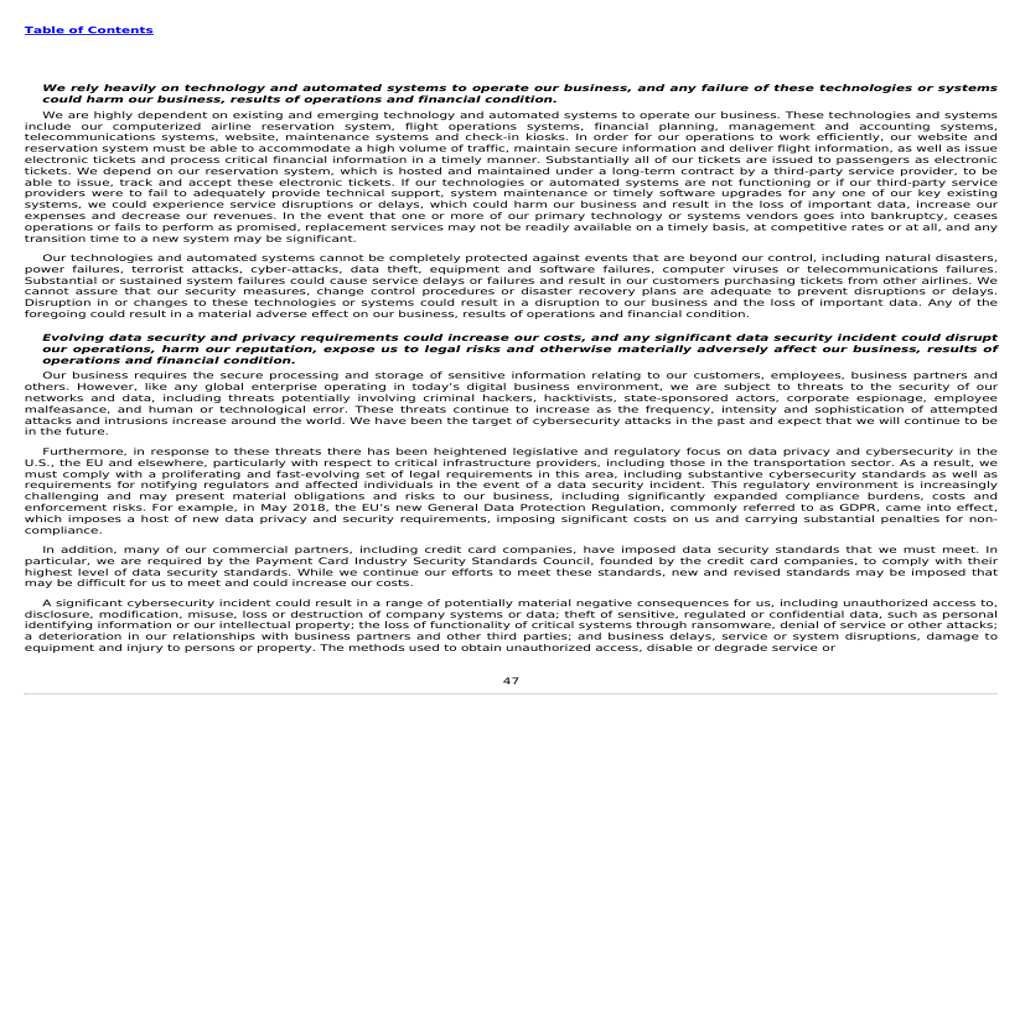 Table of Contents
We rely heavily on technology and automated systems to operate our business, and any failure of these technologies or systems
could harm our business, results of operations and financial condition.
We are highly dependent on existing and emerging technology and automated systems to operate our business. These technologies and systems
include our computerized airline reservation system, flight operations systems, financial planning, management and accounting systems,
telecommunications systems, website, maintenance systems and check-in kiosks. In order for our operations to work efficiently, our website and
reservation system must be able to accommodate a high volume of traffic, maintain secure information and deliver flight information, as well as issue
electronic tickets and process critical financial information in a timely manner. Substantially all of our tickets are issued to passengers as electronic
tickets. We depend on our reservation system, which is hosted and maintained under a long-term contract by a third-party service provider, to be
able to issue, track and accept these electronic tickets. If our technologies or automated systems are not functioning or if our third-party service
providers were to fail to adequately provide technical support, system maintenance or timely software upgrades for any one of our key existing
systems, we could experience service disruptions or delays, which could harm our business and result in the loss of important data, increase our
expenses and decrease our revenues. In the event that one or more of our primary technology or systems vendors goes into bankruptcy, ceases
operations or fails to perform as promised, replacement services may not be readily available on a timely basis, at competitive rates or at all, and any
transition time to a new system may be significant.
Our technologies and automated systems cannot be completely protected against events that are beyond our control, including natural disasters,
power failures, terrorist attacks, cyber-attacks, data theft, equipment and software failures, computer viruses or telecommunications failures.
Substantial or sustained system failures could cause service delays or failures and result in our customers purchasing tickets from other airlines. We
cannot assure that our security measures, change control procedures or disaster recovery plans are adequate to prevent disruptions or delays.
Disruption in or changes to these technologies or systems could result in a disruption to our business and the loss of important data. Any of the
foregoing could result in a material adverse effect on our business, results of operations and financial condition.
Evolving data security and privacy requirements could increase our costs, and any significant data security incident could disrupt
our operations, harm our reputation, expose us to legal risks and otherwise materially adversely affect our business, results of
operations and financial condition.
Our business requires the secure processing and storage of sensitive information relating to our customers, employees, business partners and
others. However, like any global enterprise operating in today’s digital business environment, we are subject to threats to the security of our
networks and data, including threats potentially involving criminal hackers, hacktivists, state-sponsored actors, corporate espionage, employee
malfeasance, and human or technological error. These threats continue to increase as the frequency, intensity and sophistication of attempted
attacks and intrusions increase around the world. We have been the target of cybersecurity attacks in the past and expect that we will continue to be
in the future.
Furthermore, in response to these threats there has been heightened legislative and regulatory focus on data privacy and cybersecurity in the
U.S., the EU and elsewhere, particularly with respect to critical infrastructure providers, including those in the transportation sector. As a result, we
must comply with a proliferating and fast-evolving set of legal requirements in this area, including substantive cybersecurity standards as well as
requirements for notifying regulators and affected individuals in the event of a data security incident. This regulatory environment is increasingly
challenging and may present material obligations and risks to our business, including significantly expanded compliance burdens, costs and
enforcement risks. For example, in May 2018, the EU’s new General Data Protection Regulation, commonly referred to as GDPR, came into effect,
which imposes a host of new data privacy and security requirements, imposing significant costs on us and carrying substantial penalties for non-
compliance.
In addition, many of our commercial partners, including credit card companies, have imposed data security standards that we must meet. In
particular, we are required by the Payment Card Industry Security Standards Council, founded by the credit card companies, to comply with their
highest level of data security standards. While we continue our efforts to meet these standards, new and revised standards may be imposed that
may be difficult for us to meet and could increase our costs.
A significant cybersecurity incident could result in a range of potentially material negative consequences for us, including unauthorized access to,
disclosure, modification, misuse, loss or destruction of company systems or data; theft of sensitive, regulated or confidential data, such as personal
identifying information or our intellectual property; the loss of functionality of critical systems through ransomware, denial of service or other attacks;
a deterioration in our relationships with business partners and other third parties; and business delays, service or system disruptions, damage to
equipment and injury to persons or property. The methods used to obtain unauthorized access, disable or degrade service or
47